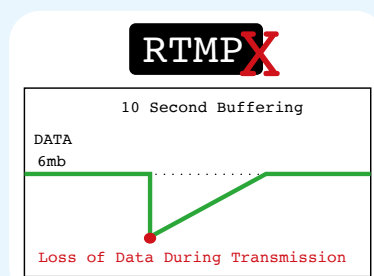 RTMPX
10 Second Buffering
DATA
6mb
Loss of Data During Transmission